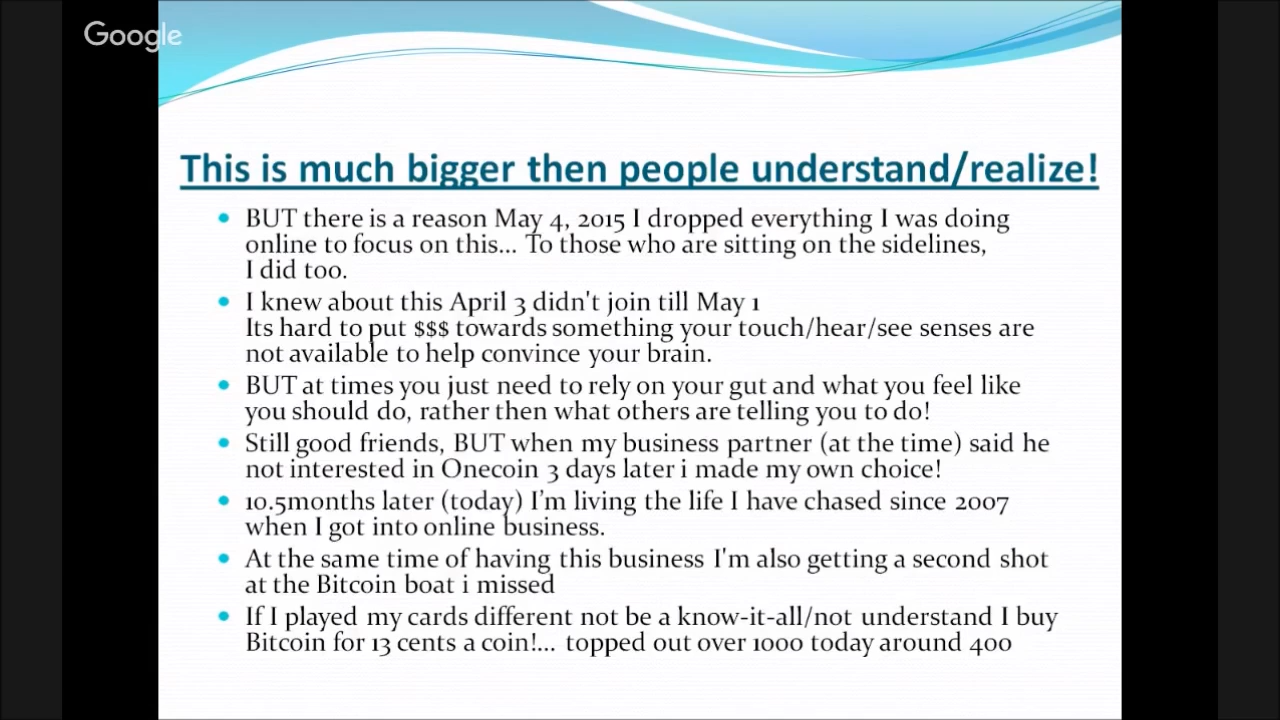 Google
This is much bigger then people understand/realize!
BUT there is a reason May 4, 2015 I dropped everything I was doing
online to focus on this... To those who are sitting on the sidelines,
I did too.
I knew about this April 3 didn't join till May 1
Its hard to put $$$ towards something your touch/hear/see senses are
not available to help convince your brain.
BUT at times you just need to rely on your gut and what you feel like
you should do, rather then what others are telling you to do!
Still good friends, BUT when my business partner (at the time) said he
not interested in Onecoin 3 days later i made my own choice!
10.5months later (today) I'm living the life I have chased since 2007
when I got into online business.
At the same time of having this business I'm also getting a second shot
at the Bitcoin boat i missed
If I played my cards different not be a know-it-all/not understand I buy
Bitcoin for 13 cents a coin!... topped out over 1000 today around 400